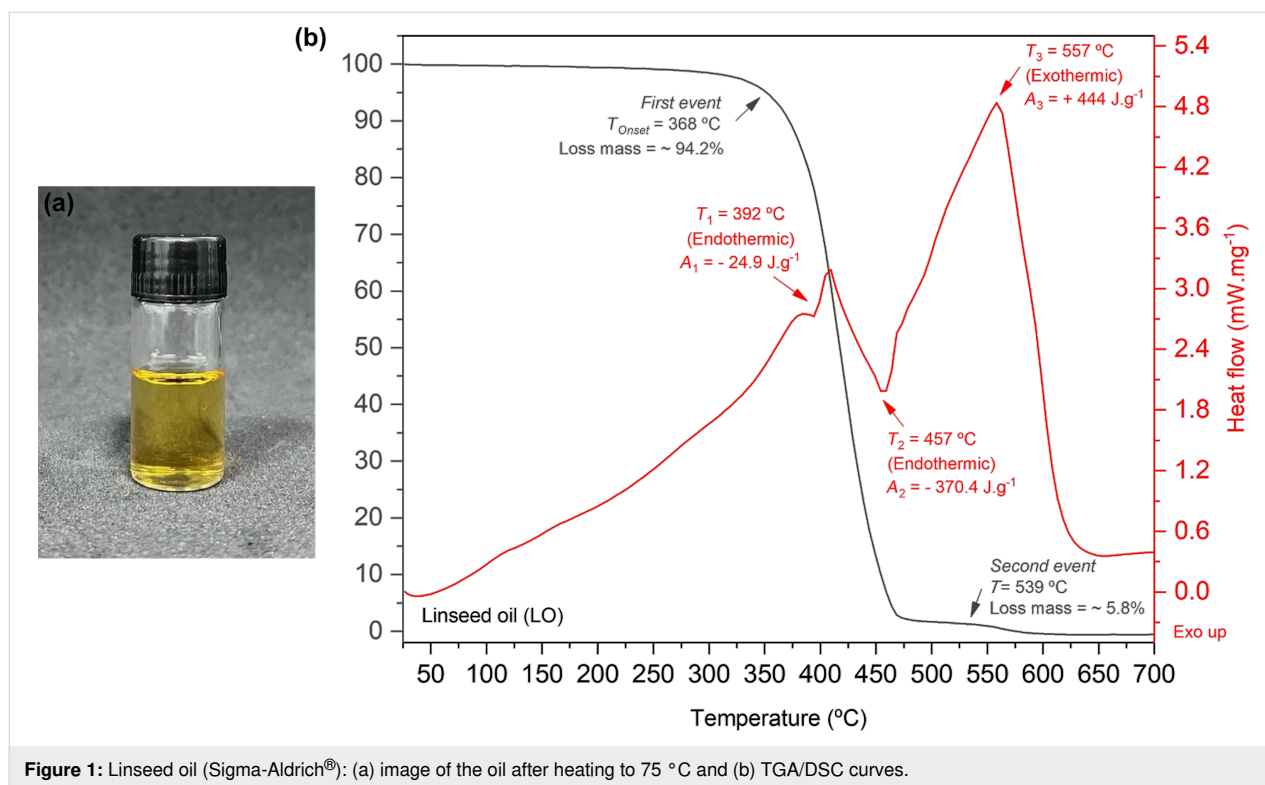 (a)
(b)
100
90
80
70
60
50
40
30
20
10
0
First event
T_Onset = 368 ºC
Loss mass = ~ 94.2%
T₁ = 392 ºC
(Endothermic)
A₁ = - 24.9 J.g⁻¹
T₃ = 557 ºC
(Exothermic)
A₃ = + 444 J.g⁻¹
T₂ = 457 ºC
(Endothermic)
A₂ = - 370.4 J.g⁻¹
Second event
T= 539 ºC
Loss mass = ~ 5.8%
Linseed oil (LO)
5.4
4.8
4.2
3.6
3.0
2.4
1.8
1.2
0.6
0.0
Exo up
Heat flow (mW.mg⁻¹)
50 100 150 200 250 300 350 400 450 500 550 600 650 700
Temperature (ºC)
Figure 1: Linseed oil (Sigma-Aldrich®): (a) image of the oil after heating to 75 °C and (b) TGA/DSC curves.